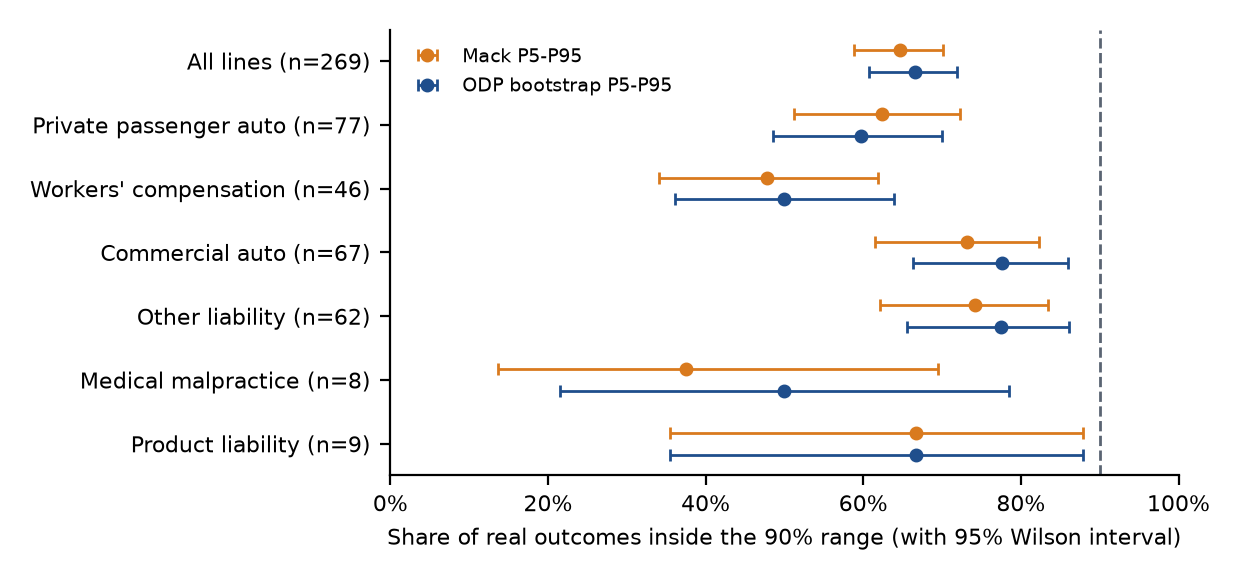 Mack P5-P95
ODP bootstrap P5-P95
All lines (n=269)
Private passenger auto (n=77)
Workers' compensation (n=46)
Commercial auto (n=67)
Other liability (n=62)
Medical malpractice (n=8)
Product liability (n=9)
0% 20% 40% 60% 80% 100%
Share of real outcomes inside the 90% range (with 95% Wilson interval)